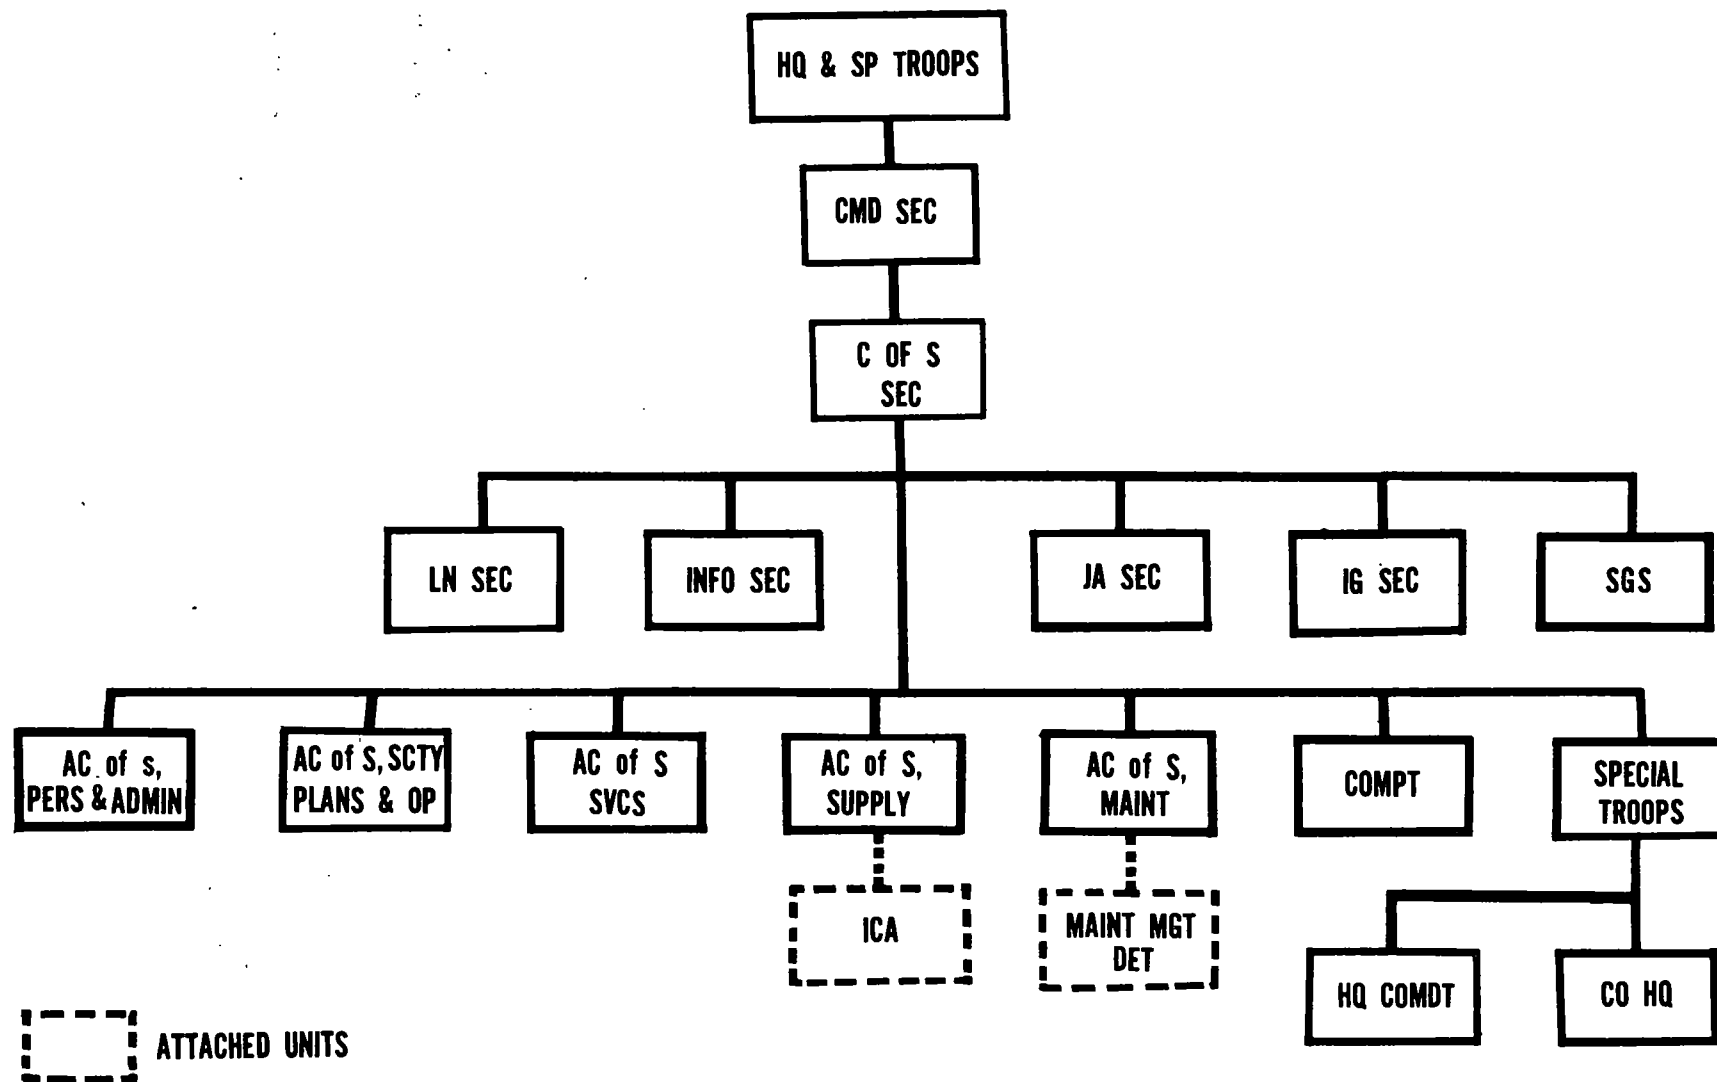 HQ & SP TROOPS
CMD SEC
C OF S
SEC
LN SEC
INFO SEC
JA SEC
IG SEC
SGS
AC of s,
PERS & ADMIN
AC of S, SCTY
PLANS & OP
AC of S
SVCS
AC of S,
SUPPLY
AC of S,
MAINT
COMPT
SPECIAL
TROOPS
ICA
MAINT MGT
DET
HQ COMDT
CO HQ
ATTACHED UNITS